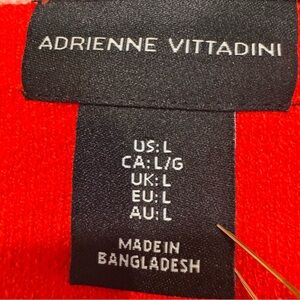 ADRIENNE VITTADINI
US: L
CA: L/G
UK: L
EU: L
AU: L
MADE IN
BANGLADESH